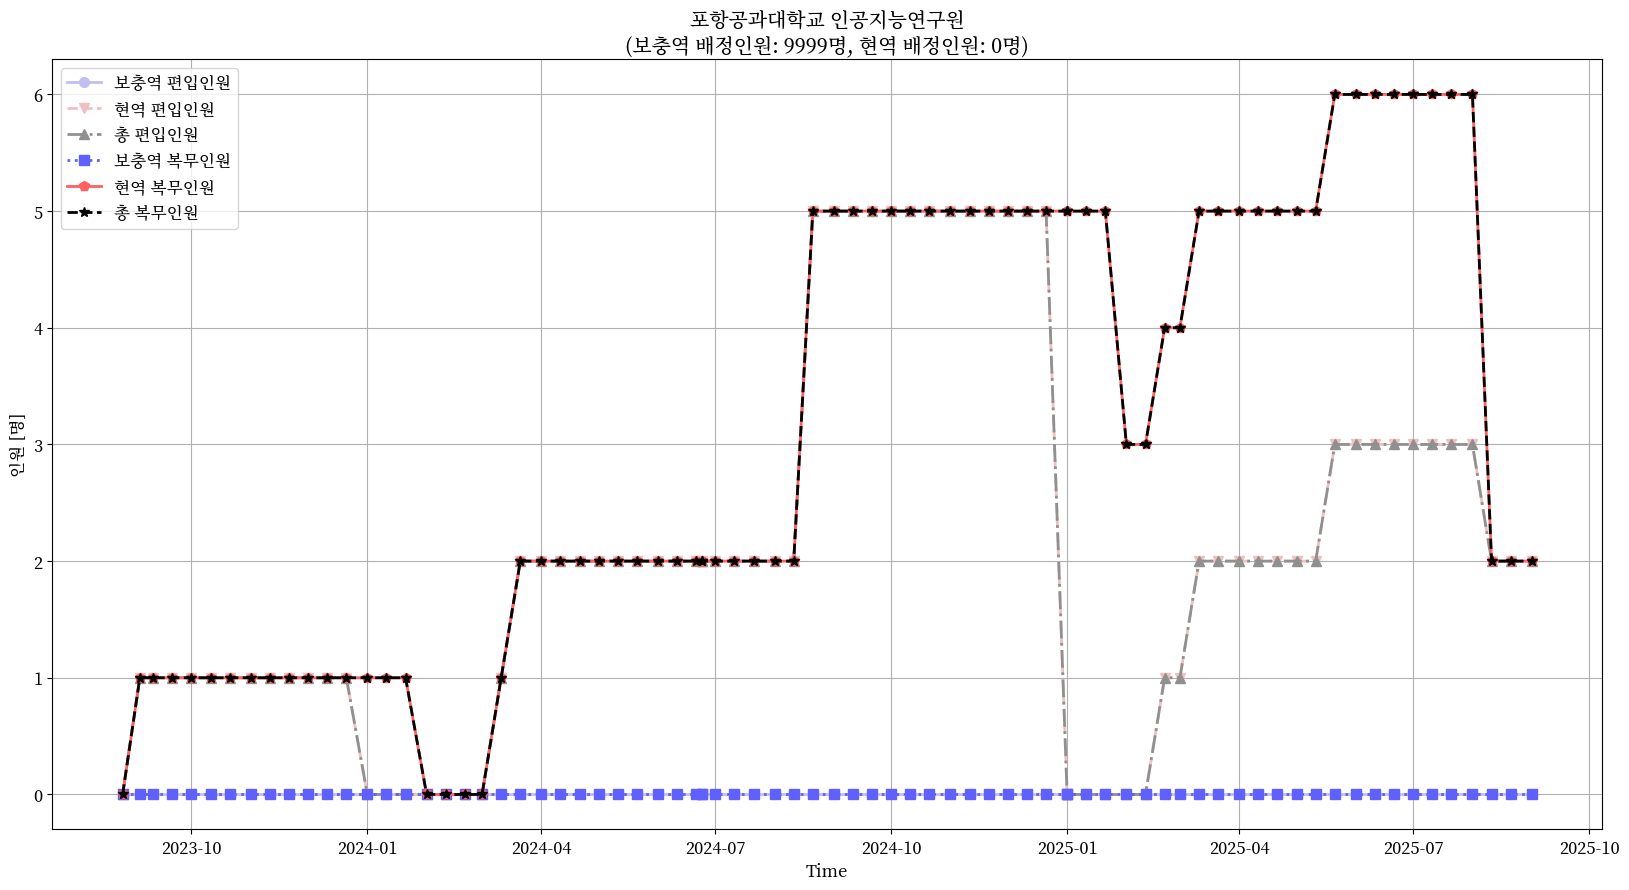 포항공과대학교 인공지능연구원
(보충역 배정인원: 9999명, 현역 배정인원: 0명)
보충역 편입인원
현역 편입인원
총 편입인원
보충역 복무인원
현역 복무인원
총 복무인원
인원 [명]
6
5
4
3
2
1
0
2023-10
2024-01
2024-04
2024-07
2024-10
2025-01
2025-04
2025-07
2025-10
Time